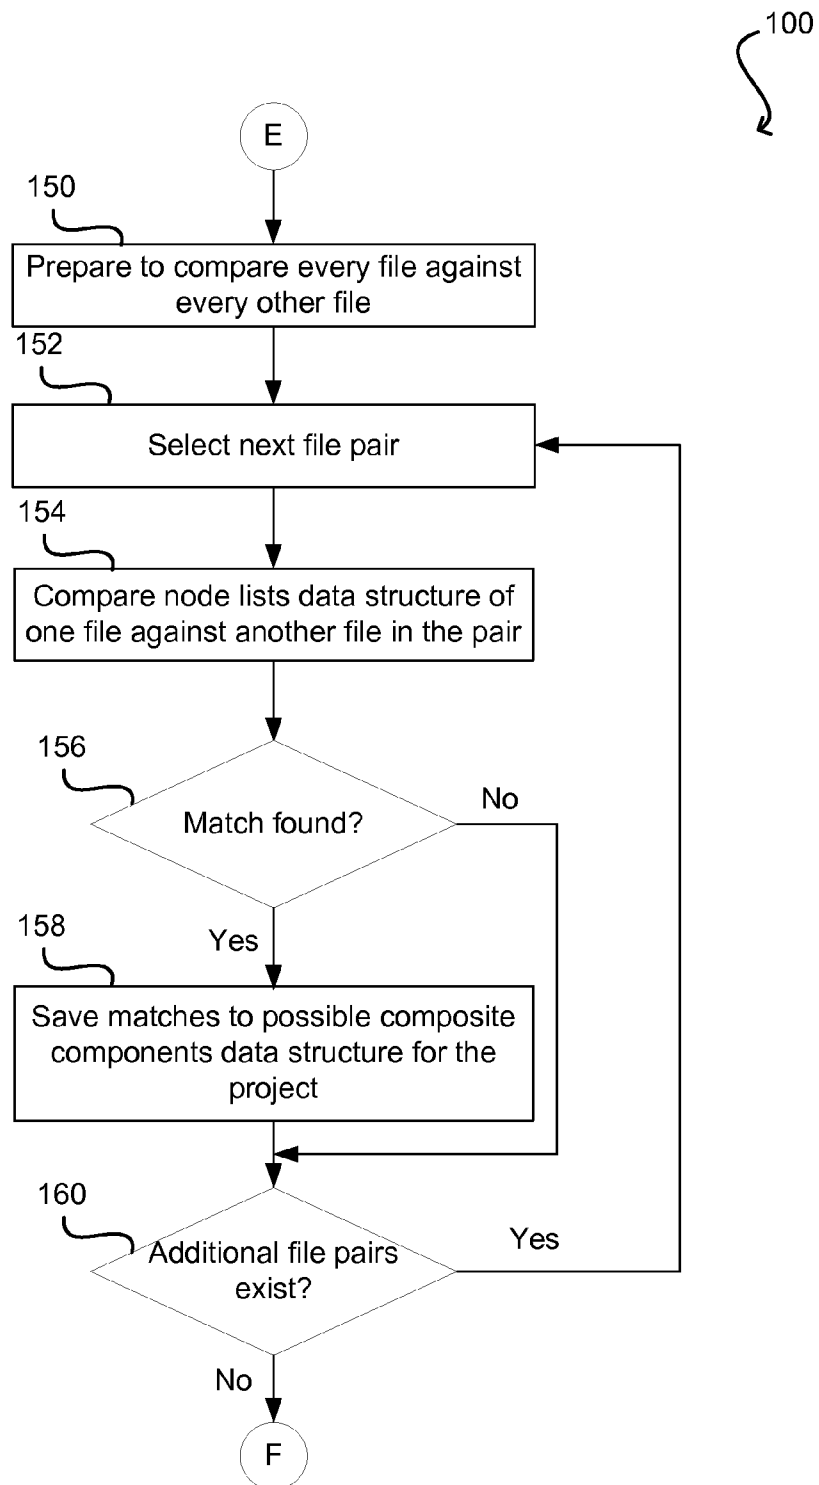 100
E
150
Prepare to compare every file against
every other file
152
Select next file pair
154
Compare node lists data structure of
one file against another file in the pair
156
Match found?
No
Yes
158
Save matches to possible composite
components data structure for the
project
160
Additional file pairs
exist?
Yes
No
F